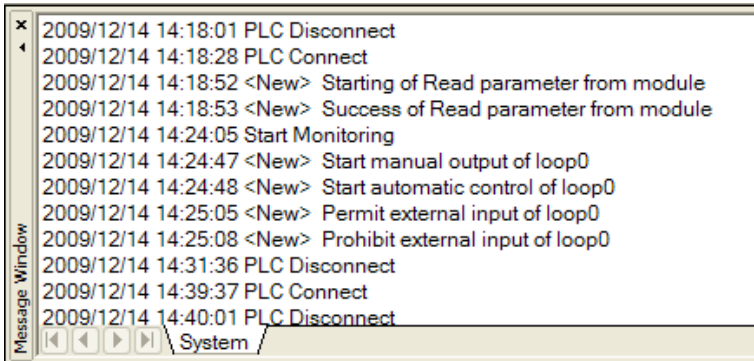 2009/12/14 14:18:01 PLC Disconnect
2009/12/14 14:18:28 PLC Connect
2009/12/14 14:18:52 <New> Starting of Read parameter from module
2009/12/14 14:18:53 <New> Success of Read parameter from module
2009/12/14 14:24:05 Start Monitoring
2009/12/14 14:24:47 <New> Start manual output of loop0
2009/12/14 14:24:48 <New> Start automatic control of loop0
2009/12/14 14:25:05 <New> Permit external input of loop0
2009/12/14 14:25:08 <New> Prohibit external input of loop0
2009/12/14 14:31:36 PLC Disconnect
2009/12/14 14:39:37 PLC Connect
2009/12/14 14:40:01 PLC Disconnect
System
Message Window